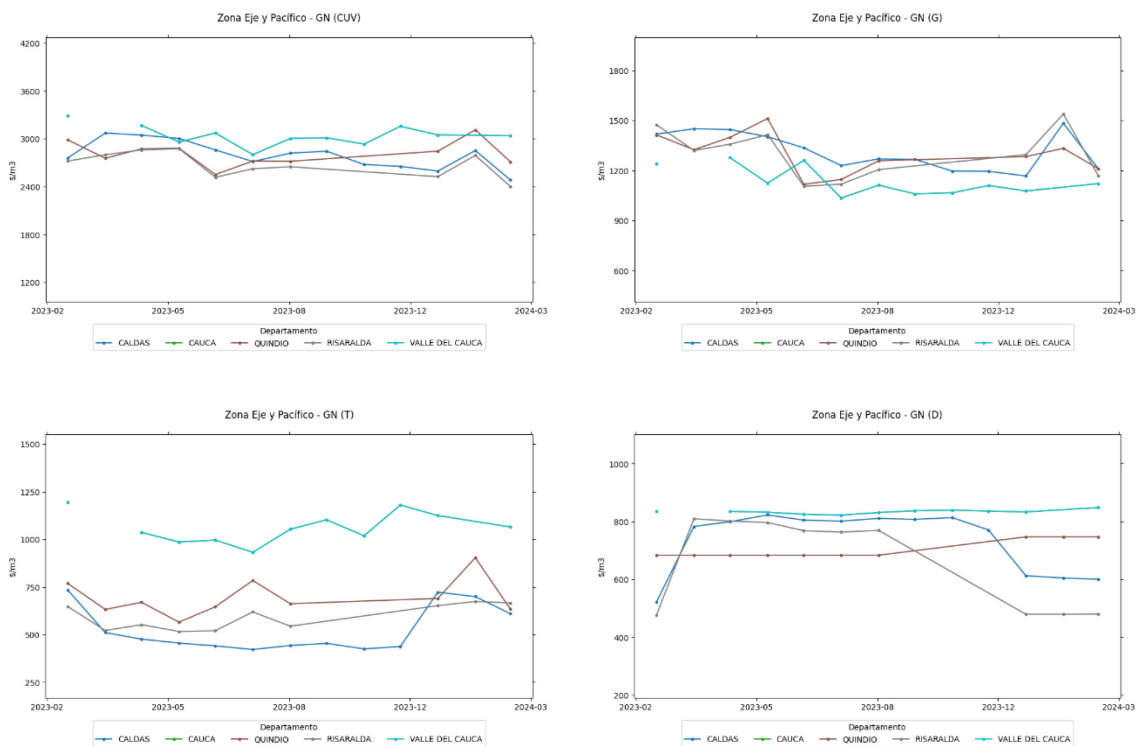 Zona Eje y Pacífico - GN (CUV)
4200
3600
3000
2400
1800
1200
$/m3
2023-02 2023-05 2023-08 2023-12 2024-03
Departamento
CALDAS CAUCA QUINDIO RISARALDA VALLE DEL CAUCA
Zona Eje y Pacífico - GN (G)
1800
1500
1200
900
600
$/m3
2023-02 2023-05 2023-08 2023-12 2024-03
Departamento
CALDAS CAUCA QUINDIO RISARALDA VALLE DEL CAUCA
Zona Eje y Pacífico - GN (T)
1500
1250
1000
750
500
250
$/m3
2023-02 2023-05 2023-08 2023-12 2024-03
Departamento
CALDAS CAUCA QUINDIO RISARALDA VALLE DEL CAUCA
Zona Eje y Pacífico - GN (D)
1000
800
600
400
200
$/m3
2023-02 2023-05 2023-08 2023-12 2024-03
Departamento
CALDAS CAUCA QUINDIO RISARALDA VALLE DEL CAUCA